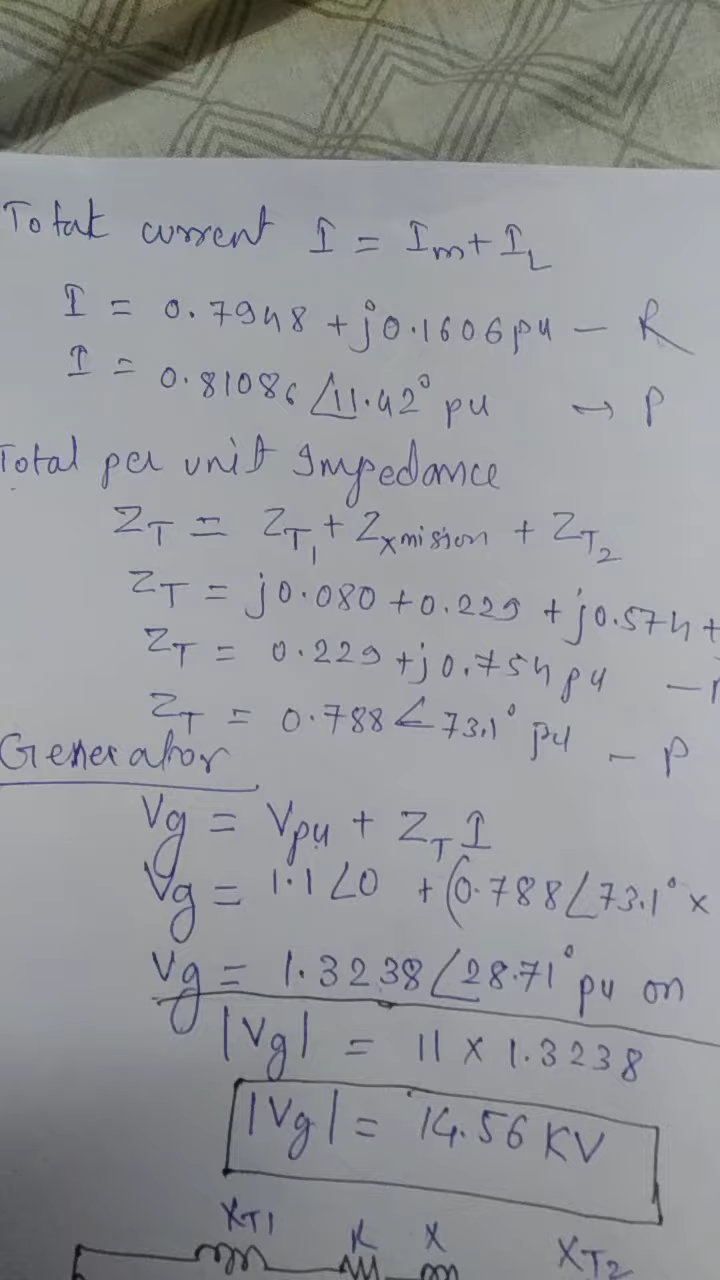 Total current I = Im + IL
I = 0.7948 + j0.1606 pu - R
I = 0.81086 ∠11.42° pu → P
Total per unit Impedance
ZT = ZT1 + Zxmission + ZT2
ZT = j0.080 + 0.229 + j0.574 +
ZT = 0.229 + j0.754 pu -
ZT = 0.788 ∠73.1° pu - P
Generator
Vg = Vpu + ZT I
Vg = 1.1∠0 + (0.788∠73.1° ×
Vg = 1.3238 ∠28.71° pu on
|Vg| = 11 × 1.3238
|Vg| = 14.56 KV
XT1 R X XT2